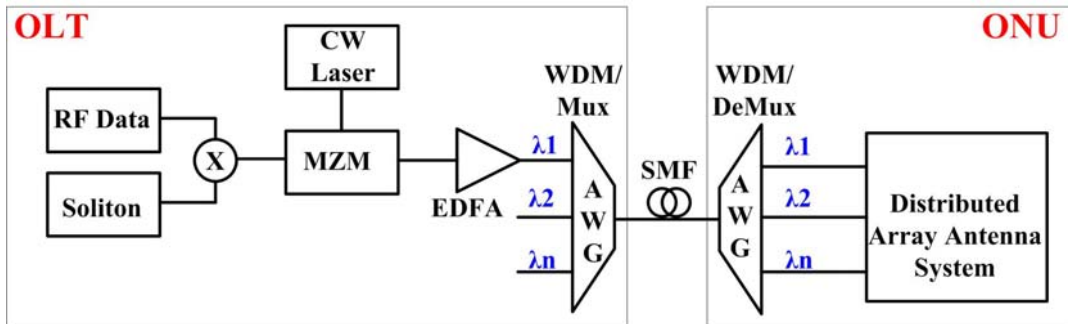 OLT
ONU
CW
Laser
WDM/
Mux
WDM/
DeMux
RF Data
X
MZM
Soliton
EDFA
λ1
λ2
λn
A
W
G
SMF
A
W
G
λ1
λ2
λn
Distributed
Array Antenna
System